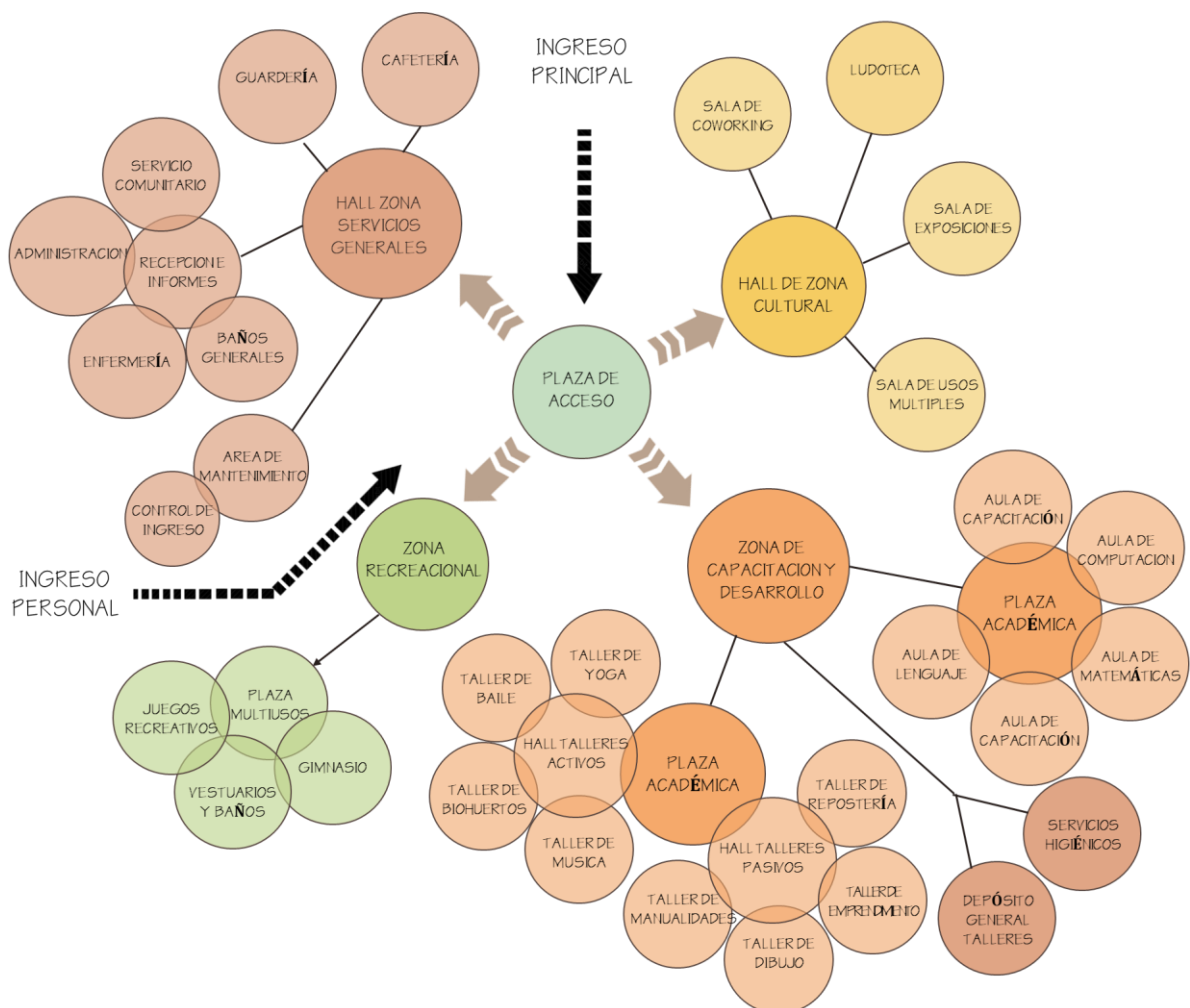 INGRESO
PRINCIPAL
GUARDERÍA
CAFETERÍA
SERVICIO
COMUNITARIO
HALL ZONA
SERVICIOS
GENERALES
ADMINISTRACION
RECEPCION E
INFORMES
ENFERMERÍA
BAÑOS
GENERALES
AREA DE
MANTENIMIENTO
CONTROL DE
INGRESO
LUDOTECA
SALA DE
COWORKING
SALA DE
EXPOSICIONES
HALL DE ZONA
CULTURAL
SALA DE USOS
MULTIPLES
PLAZA DE
ACCESO
INGRESO
PERSONAL
ZONA
RECREACIONAL
JUEGOS
RECREATIVOS
PLAZA
MULTIUSOS
GIMNASIO
VESTUARIOS
Y BAÑOS
ZONA DE
CAPACITACION Y
DESARROLLO
AULA DE
CAPACITACIÓN
AULA DE
COMPUTACION
PLAZA
ACADÉMICA
AULA DE
LENGUAJE
AULA DE
MATEMÁTICAS
AULA DE
CAPACITACIÓN
TALLER DE
YOGA
TALLER DE
BAILE
HALL TALLERES
ACTIVOS
PLAZA
ACADÉMICA
TALLER DE
BIOHUERTOS
TALLER DE
MUSICA
TALLER DE
REPOSTERÍA
HALL TALLERES
PASIVOS
TALLER DE
MANUALIDADES
TALLER DE
EMPRENDIMIENTO
TALLER DE
DIBUJO
SERVICIOS
HIGIÉNICOS
DEPÓSITO
GENERAL
TALLERES